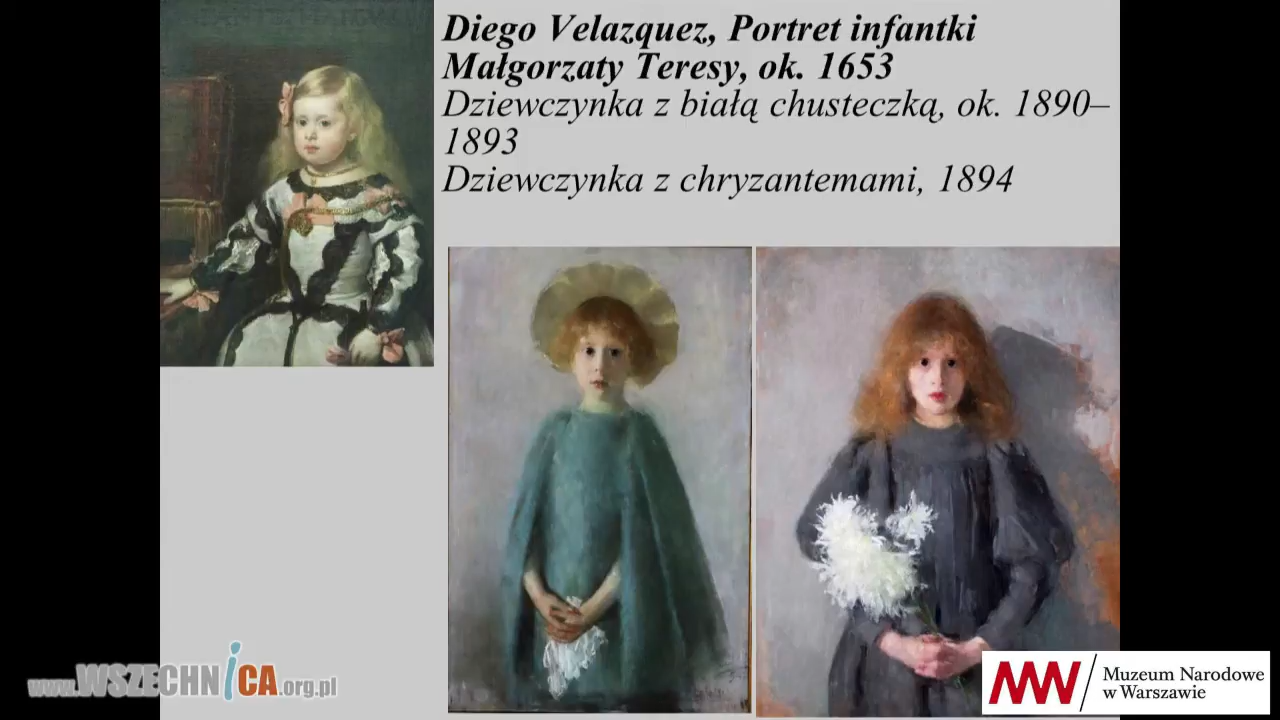 Diego Velazquez, Portret infantki
Małgorzaty Teresy, ok. 1653
Dziewczynka z białą chusteczką, ok. 1890–
1893
Dziewczynka z chryzantemami, 1894
www.WSZECHNiCA.org.pl
MNW
Muzeum Narodowe
w Warszawie